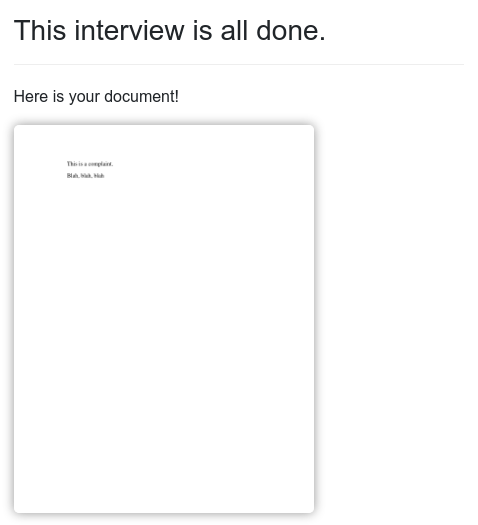 This interview is all done.
Here is your document!
This is a complaint.
Blah, blah, blah